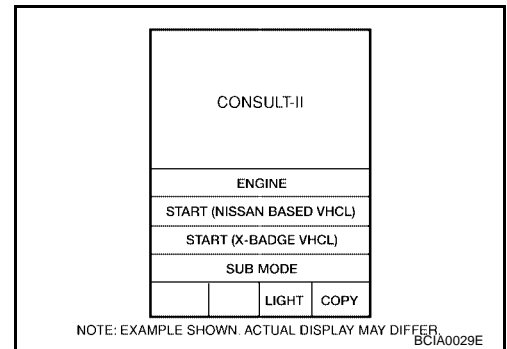 CONSULT-II
ENGINE
START (NISSAN BASED VHCL)
START (X-BADGE VHCL)
SUB MODE
LIGHT COPY
NOTE: EXAMPLE SHOWN. ACTUAL DISPLAY MAY DIFFER.
BCIA0029E